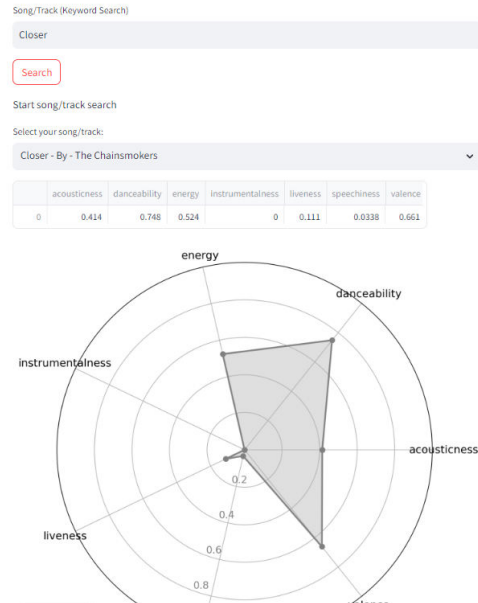 Song/Track (Keyword Search)
Closer
Search
Start song/track search
Select your song/track:
Closer - By - The Chainsmokers
acousticness danceability energy instrumentalness liveness speechiness valence
0 0.414 0.748 0.524 0 0.111 0.0338 0.661
energy
danceability
instrumentalness
acousticness
0.2
0.4
liveness
0.6
0.8